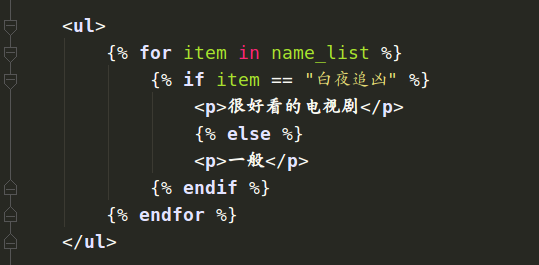 <ul>
{% for item in name_list %}
{% if item == "白夜追凶" %}
<p>很好看的电视剧</p>
{% else %}
<p>一般</p>
{% endif %}
{% endfor %}
</ul>